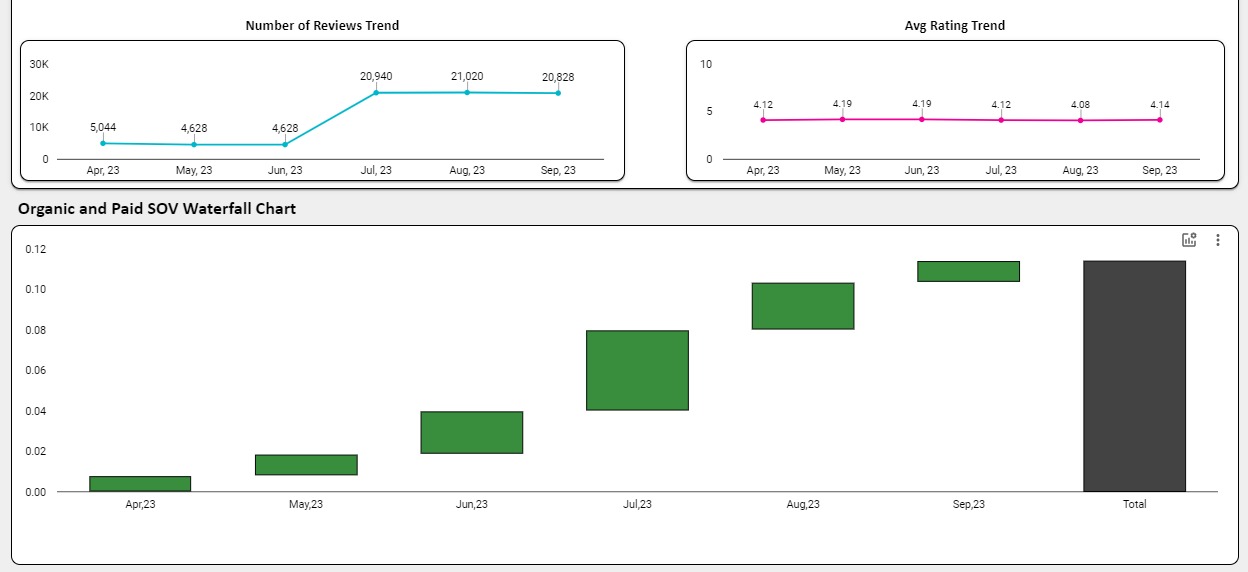 Number of Reviews Trend
30K
20K
10K
0
5,044
4,628
4,628
20,940
21,020
20,828
Apr, 23
May, 23
Jun, 23
Jul, 23
Aug, 23
Sep, 23
Avg Rating Trend
10
5
0
4.12
4.19
4.19
4.12
4.08
4.14
Apr, 23
May, 23
Jun, 23
Jul, 23
Aug, 23
Sep, 23
Organic and Paid SOV Waterfall Chart
0.12
0.10
0.08
0.06
0.04
0.02
0.00
Apr,23
May,23
Jun,23
Jul,23
Aug,23
Sep,23
Total